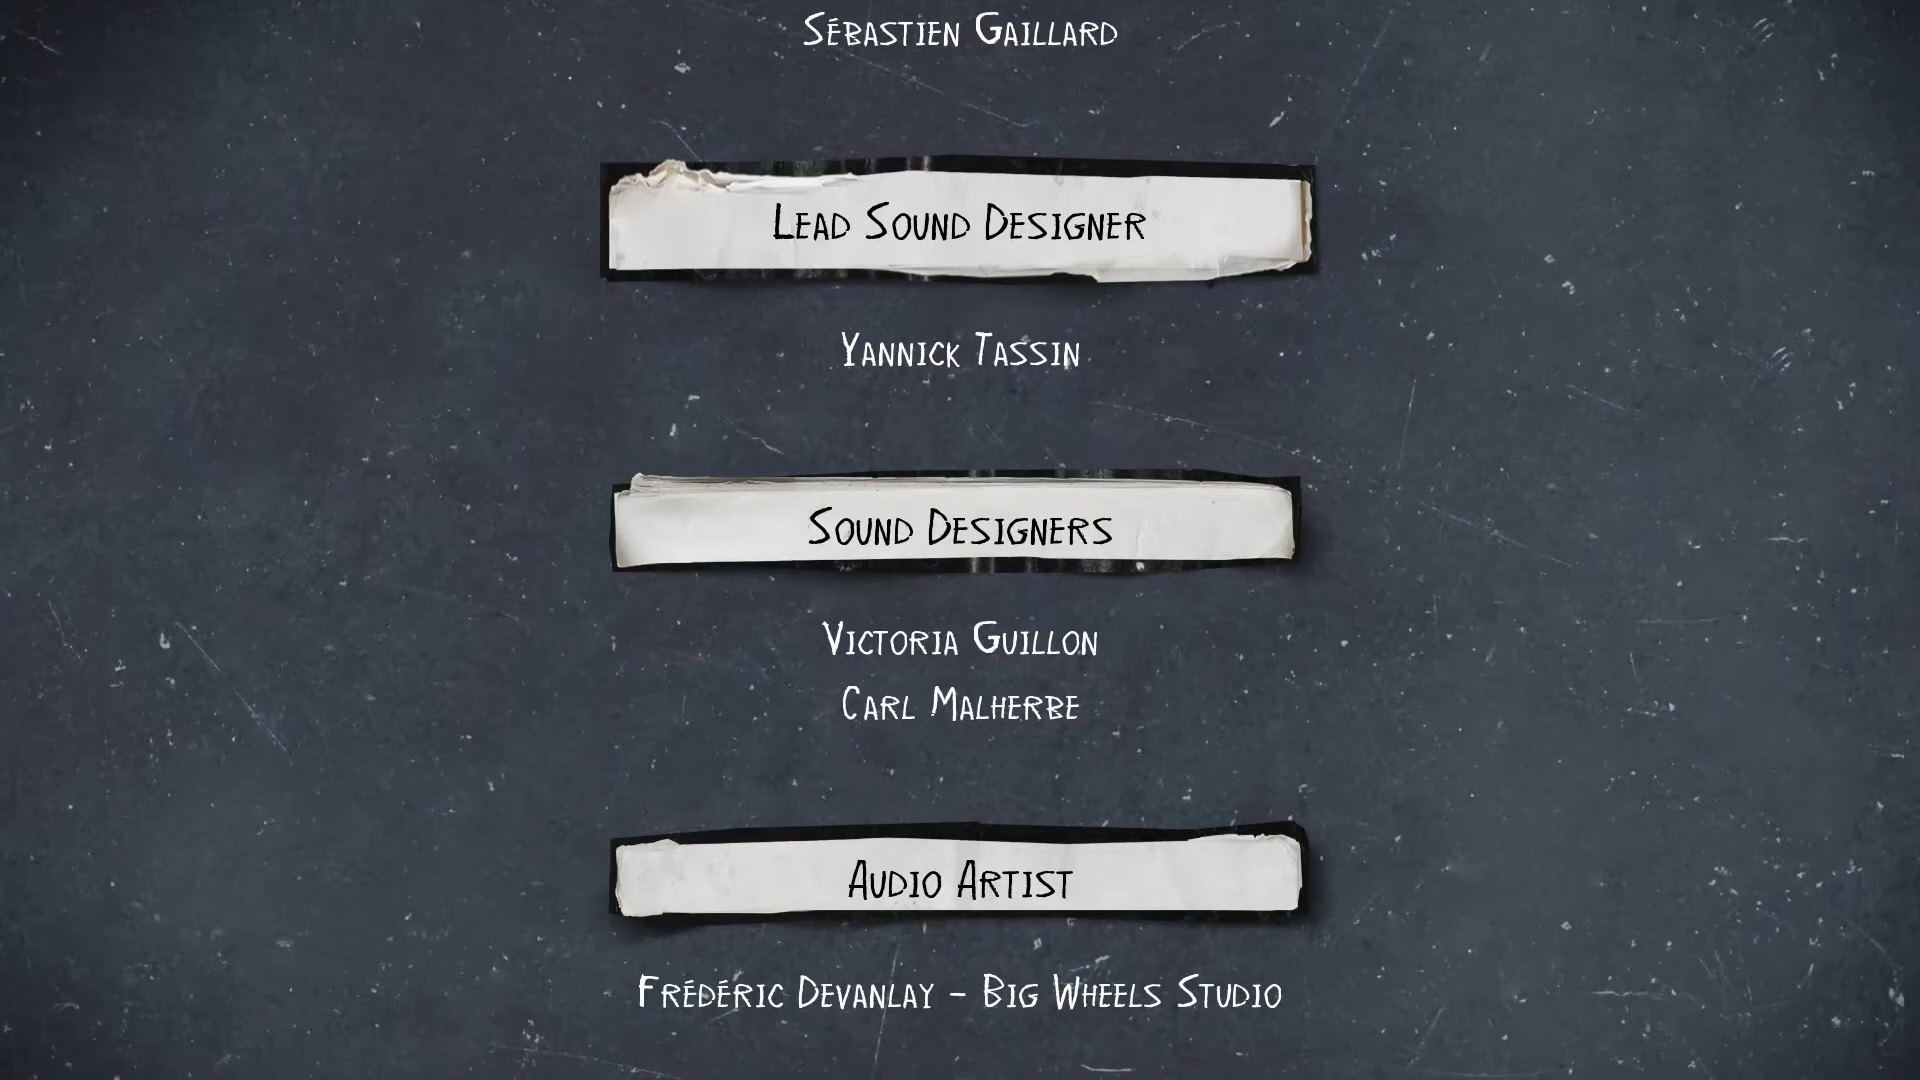 Sébastien Gaillard
Lead Sound Designer
Yannick Tassin
Sound Designers
Victoria Guillon
Carl Malherbe
Audio Artist
Frédéric Devanlay – Big Wheels Studio